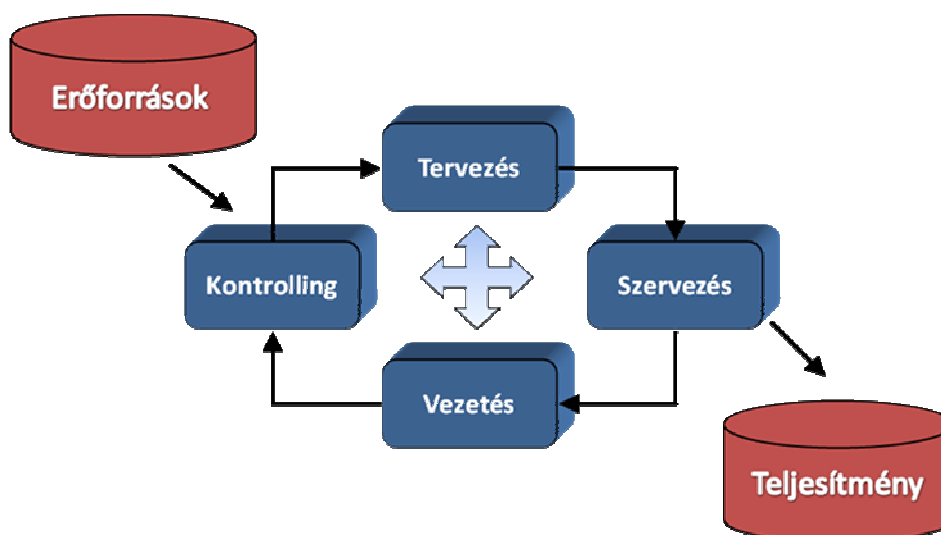 Erőforrások
Tervezés
Kontrolling
Szervezés
Vezetés
Teljesítmény